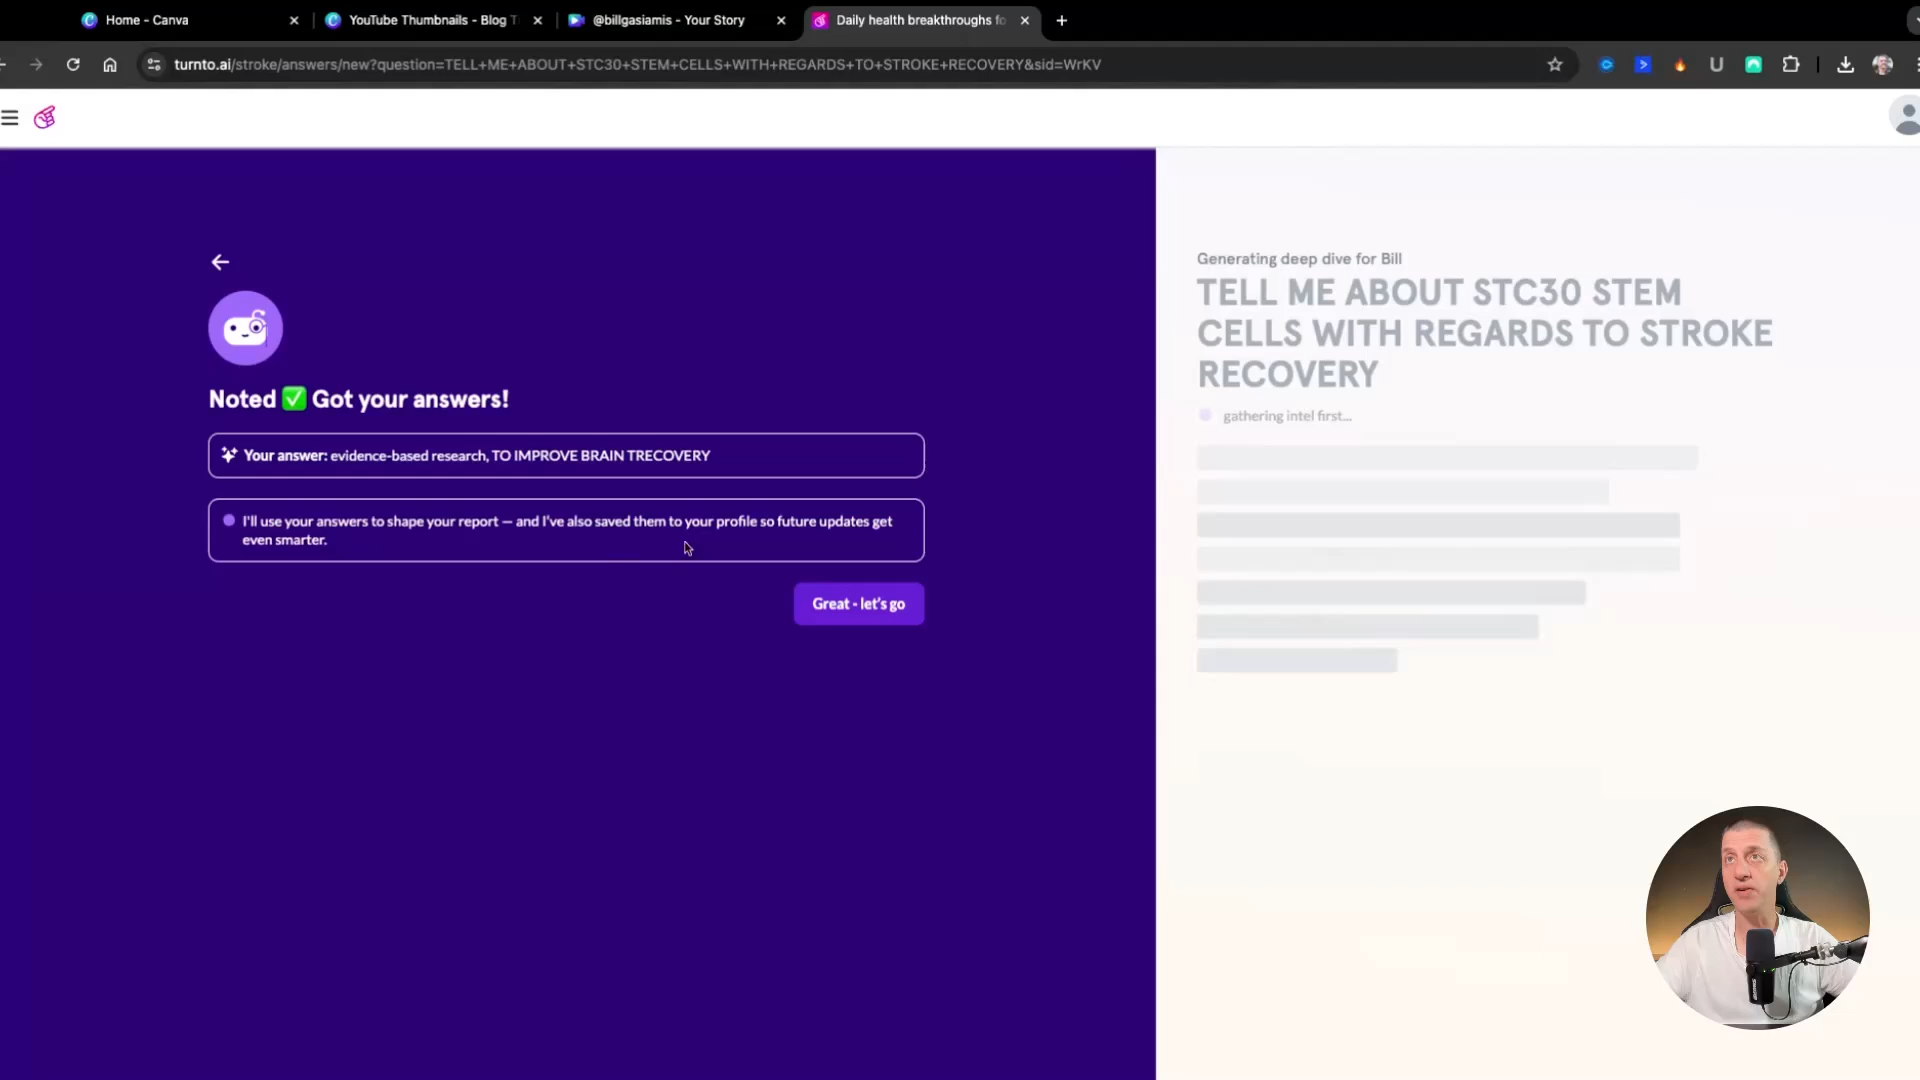 Home - Canva
YouTube Thumbnails - Blog T
@billgasiamis - Your Story
Daily health breakthroughs fo
turnto.ai/stroke/answers/new?question=TELL+ME+ABOUT+STC30+STEM+CELLS+WITH+REGARDS+TO+STROKE+RECOVERY&sid=WrKV
Noted ✅ Got your answers!
Your answer: evidence-based research, TO IMPROVE BRAIN TRECOVERY
I'll use your answers to shape your report — and I've also saved them to your profile so future updates get
even smarter.
Great - let's go
Generating deep dive for Bill
TELL ME ABOUT STC30 STEM
CELLS WITH REGARDS TO STROKE
RECOVERY
gathering intel first...